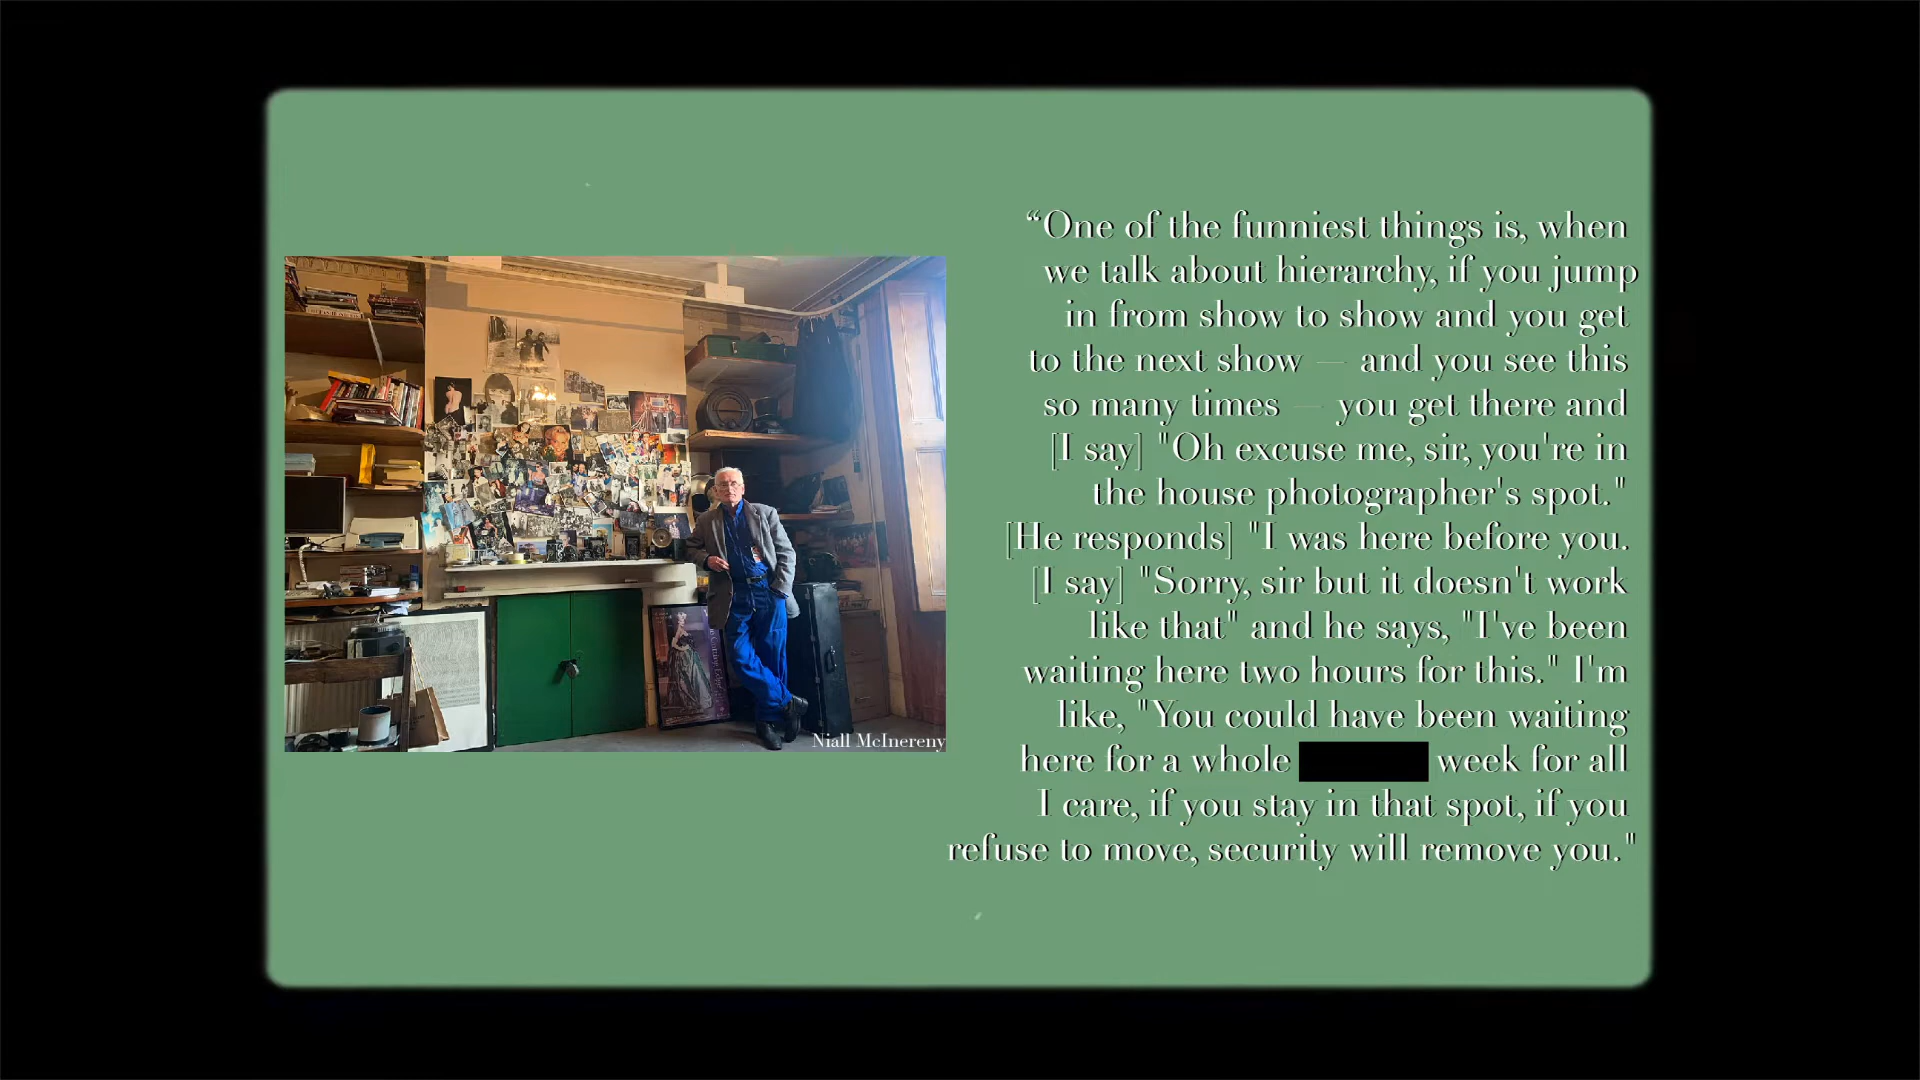 “One of the funniest things is, when
we talk about hierarchy, if you jump
in from show to show and you get
to the next show — and you see this
so many times — you get there and
[I say] "Oh excuse me, sir, you're in
the house photographer's spot."
[He responds] "I was here before you.
[I say] "Sorry, sir but it doesn't work
like that" and he says, "I've been
waiting here two hours for this." I'm
like, "You could have been waiting
here for a whole week for all
I care, if you stay in that spot, if you
refuse to move, security will remove you."
Niall McInereny